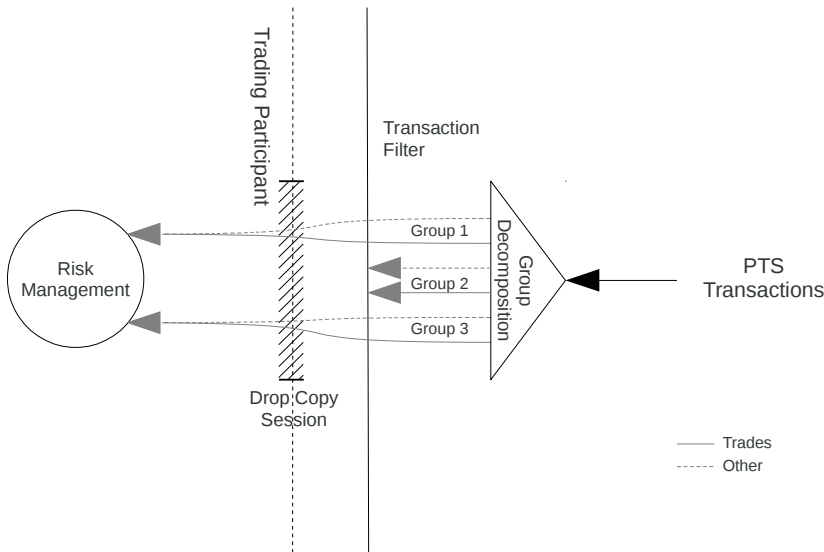 Trading Participant
Transaction
Filter
Group 1
Group 2
Group 3
Group
Decomposition
Risk
Management
PTS
Transactions
Drop Copy
Session
Trades
Other